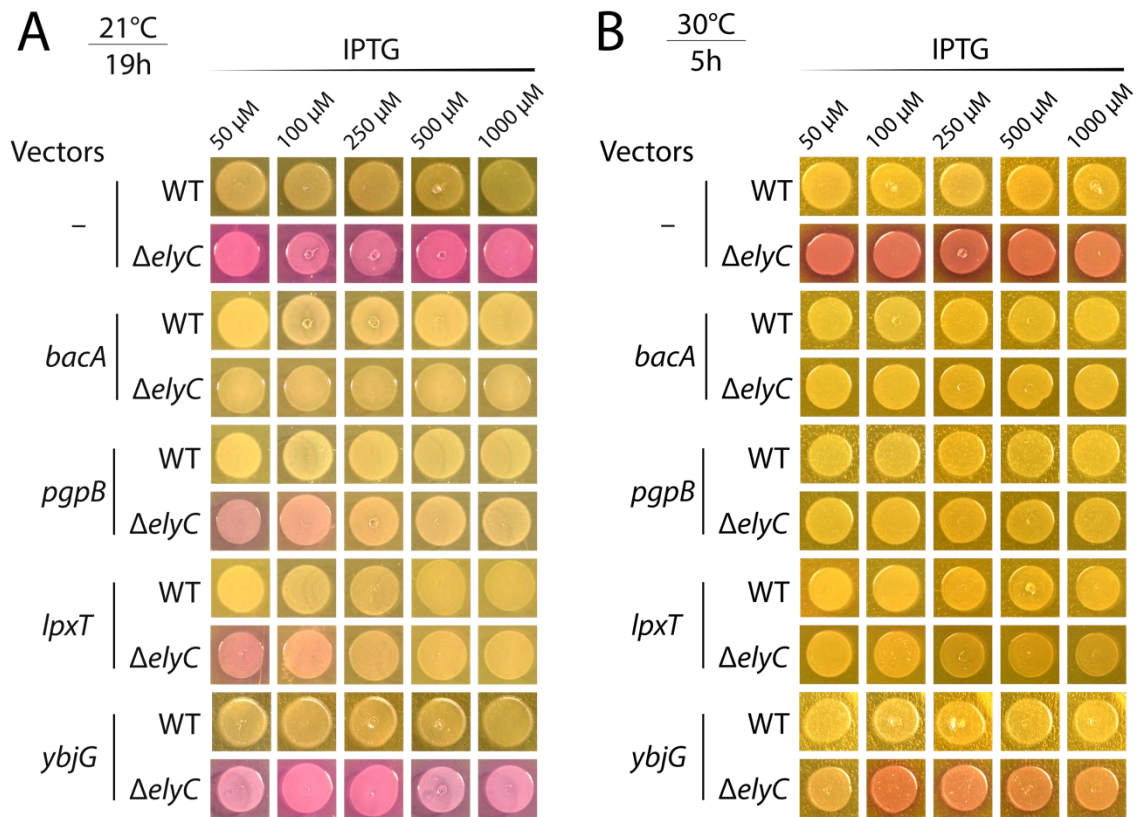 A
21°C
19h
IPTG
50 µM 100 µM 250 µM 500 µM 1000 µM
Vectors
–
WT
ΔelyC
bacA
WT
ΔelyC
pgpB
WT
ΔelyC
lpxT
WT
ΔelyC
ybjG
WT
ΔelyC
B
30°C
5h
IPTG
50 µM 100 µM 250 µM 500 µM 1000 µM
Vectors
–
WT
ΔelyC
bacA
WT
ΔelyC
pgpB
WT
ΔelyC
lpxT
WT
ΔelyC
ybjG
WT
ΔelyC